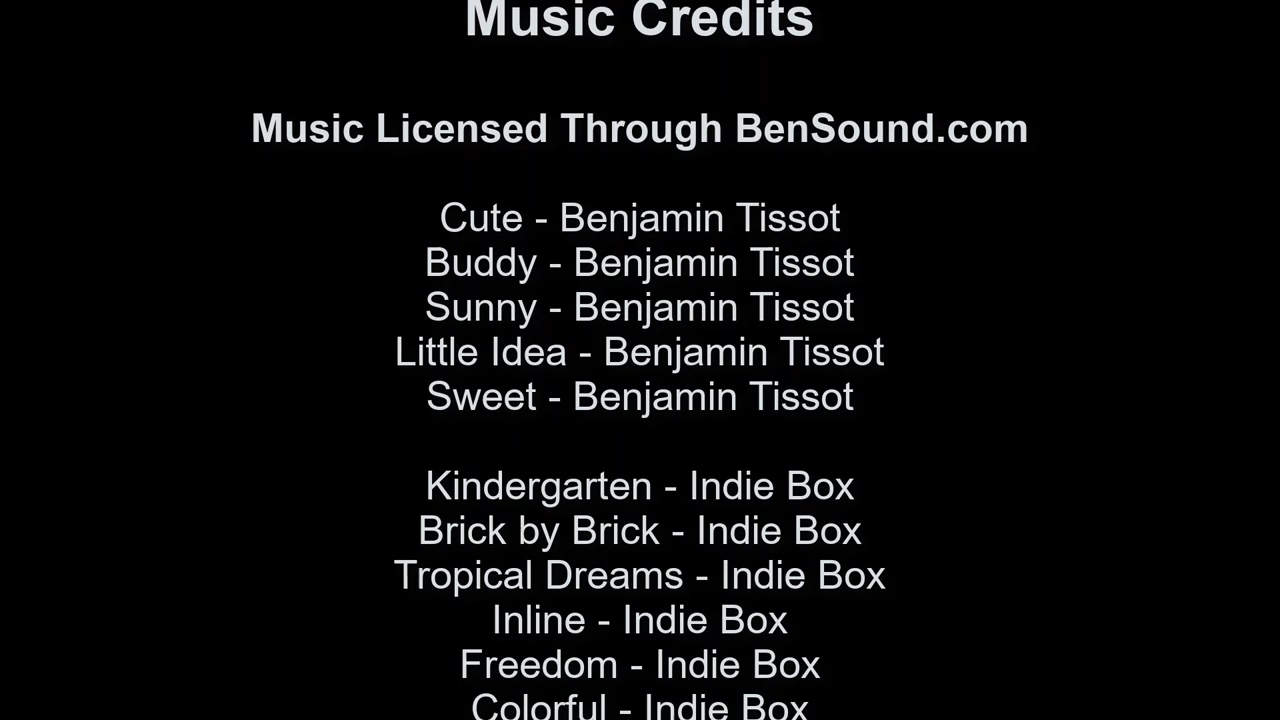 Music Credits
Music Licensed Through BenSound.com
Cute - Benjamin Tissot
Buddy - Benjamin Tissot
Sunny - Benjamin Tissot
Little Idea - Benjamin Tissot
Sweet - Benjamin Tissot
Kindergarten - Indie Box
Brick by Brick - Indie Box
Tropical Dreams - Indie Box
Inline - Indie Box
Freedom - Indie Box
Colorful - Indie Box